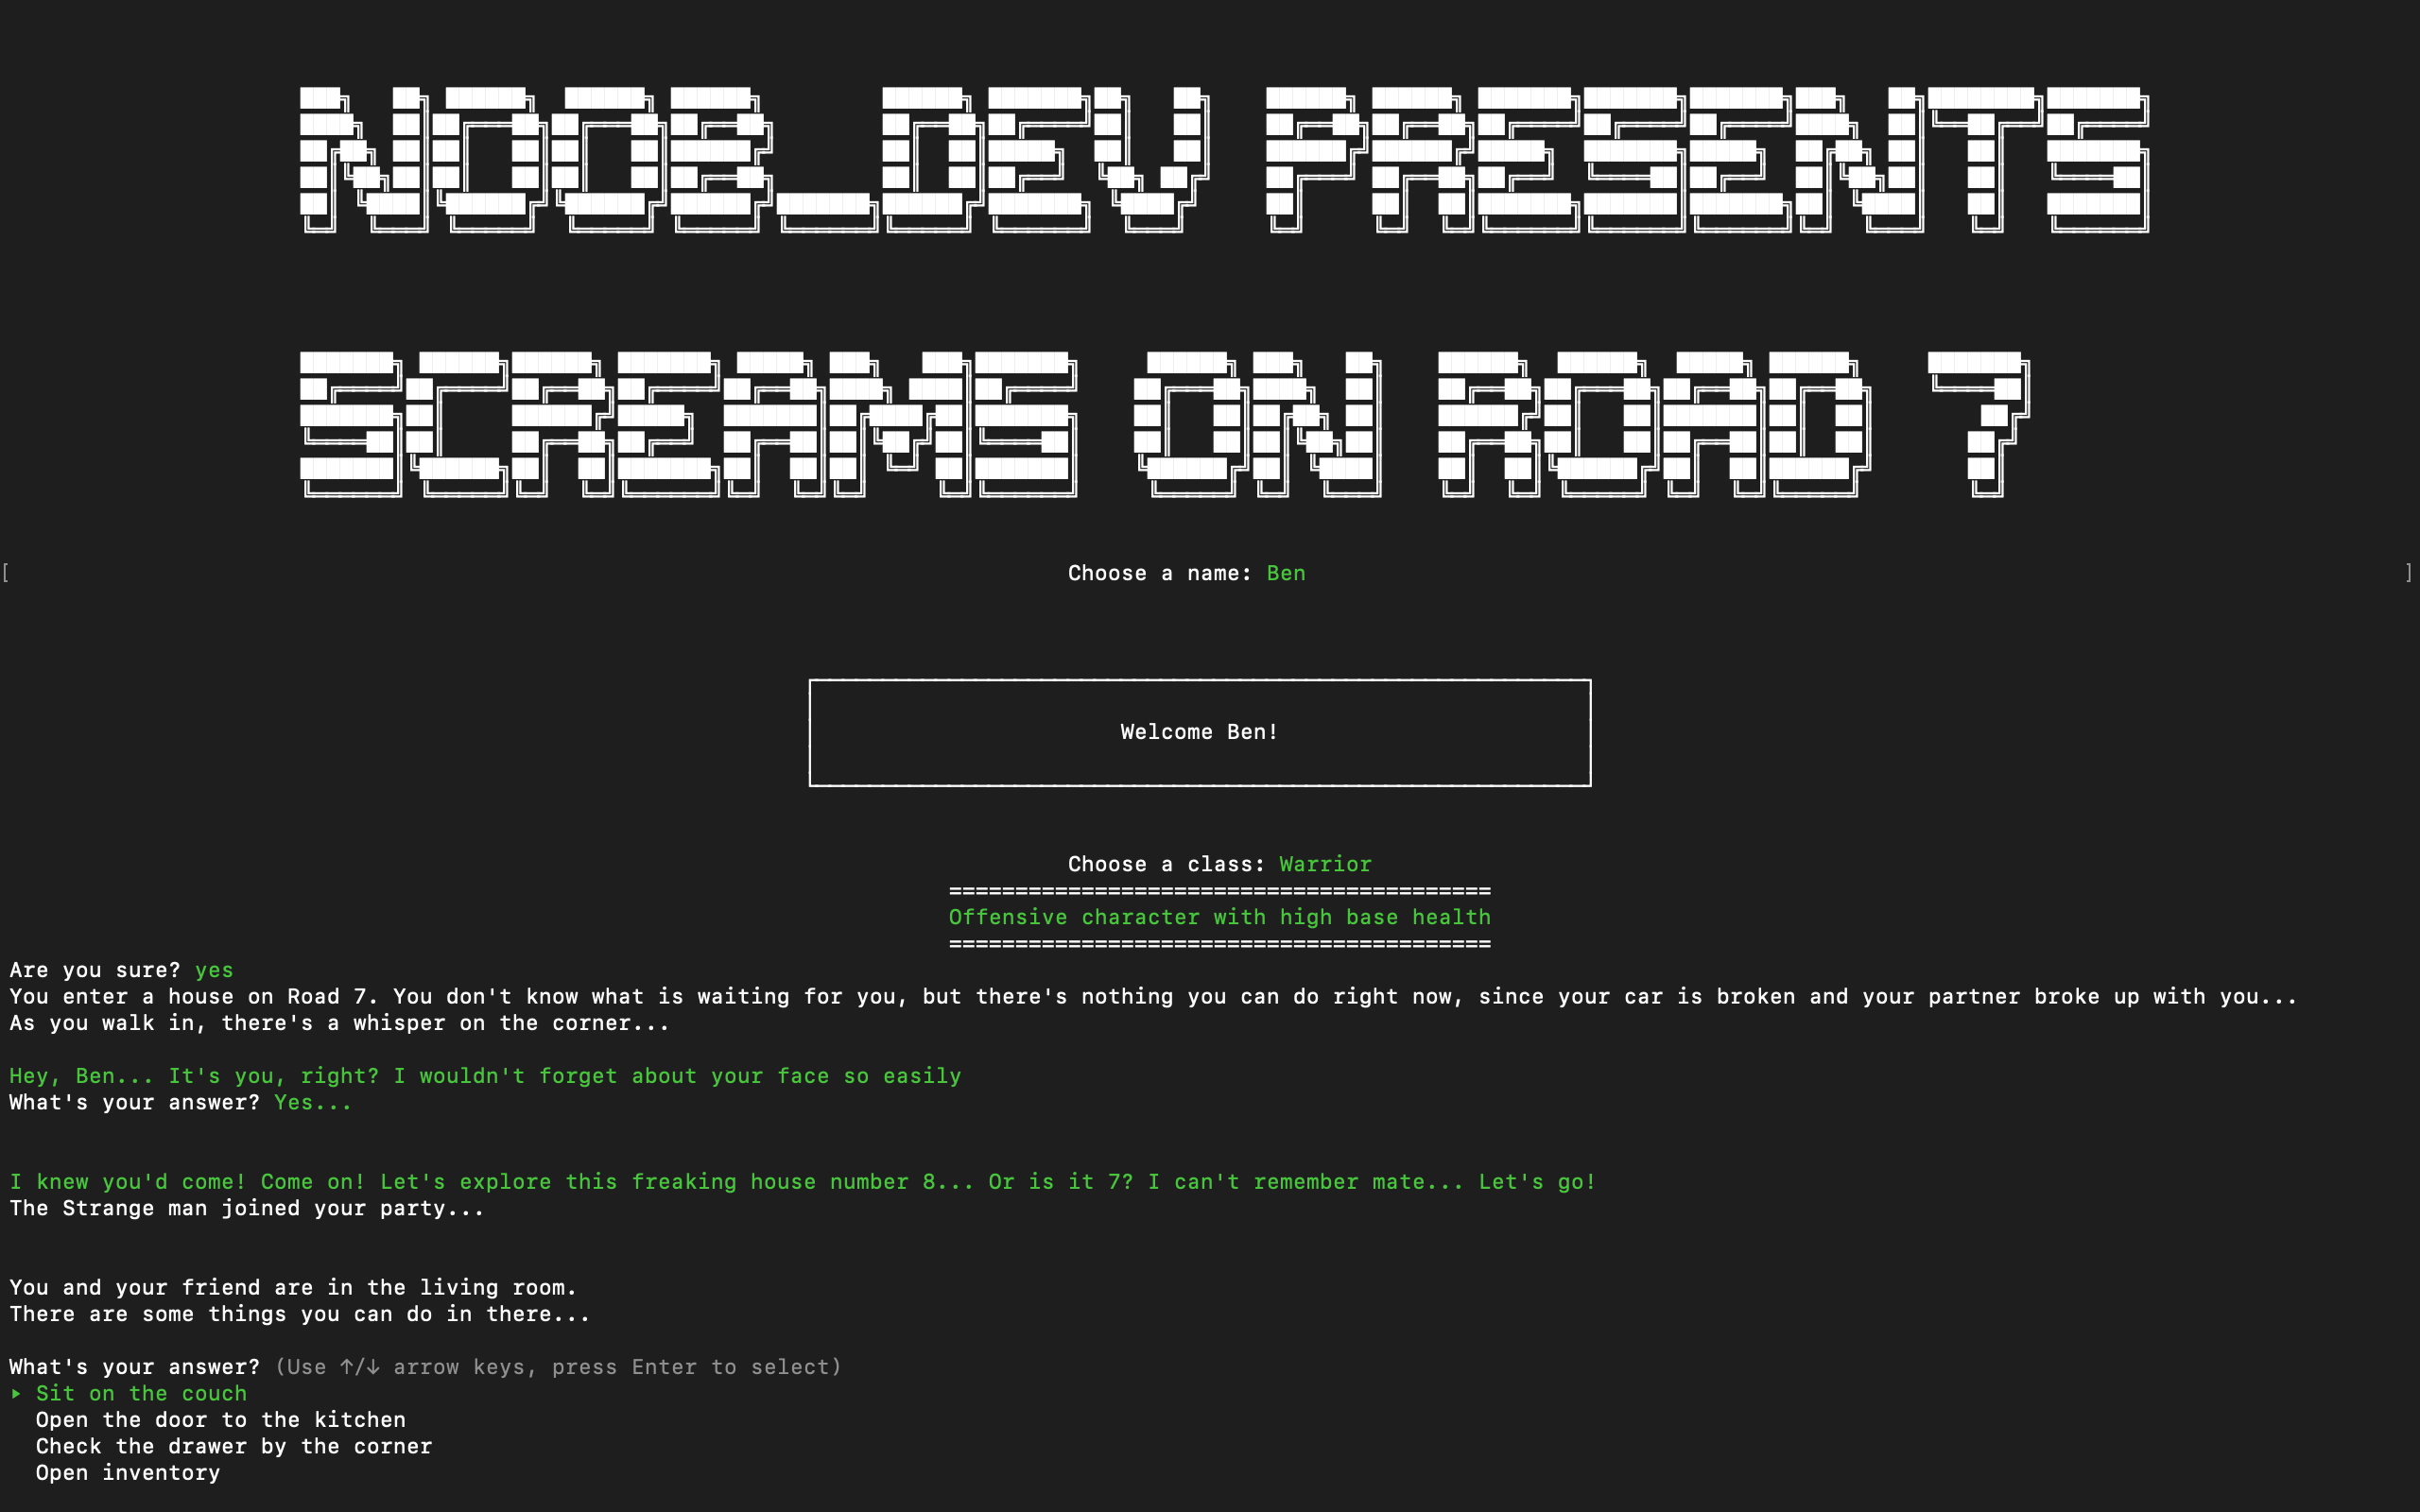 NOOB_DEV PRESENTS
SCREAMS ON ROAD 7
[ Choose a name: Ben ]
Welcome Ben!
Choose a class: Warrior
=========================================
Offensive character with high base health
=========================================
Are you sure? yes
You enter a house on Road 7. You don't know what is waiting for you, but there's nothing you can do right now, since your car is broken and your partner broke up with you...
As you walk in, there's a whisper on the corner...
Hey, Ben... It's you, right? I wouldn't forget about your face so easily
What's your answer? Yes...
I knew you'd come! Come on! Let's explore this freaking house number 8... Or is it 7? I can't remember mate... Let's go!
The Strange man joined your party...
You and your friend are in the living room.
There are some things you can do in there...
What's your answer? (Use ↑/↓ arrow keys, press Enter to select)
▸ Sit on the couch
Open the door to the kitchen
Check the drawer by the corner
Open inventory